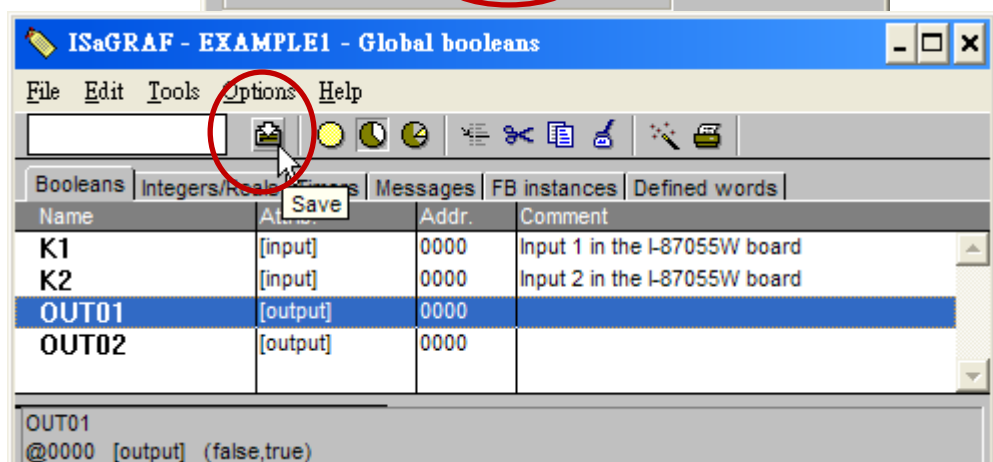 ISaGRAF - EXAMPLE1 - Global booleans
File Edit Tools Options Help
Booleans Integers/Reals Timers Messages FB instances Defined words
Save
Name Attrib. Addr. Comment
K1 [input] 0000 Input 1 in the I-87055W board
K2 [input] 0000 Input 2 in the I-87055W board
OUT01 [output] 0000
OUT02 [output] 0000
OUT01
@0000 [output] (false,true)